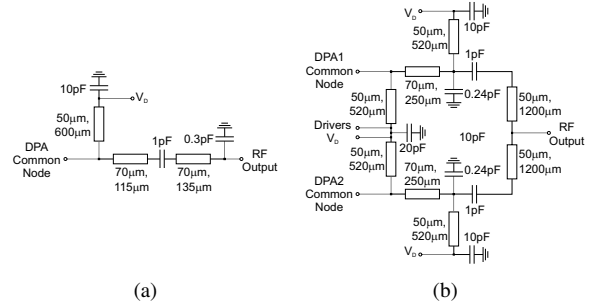 10pF
V_D
50µm,
600µm
DPA
Common
Node
1pF
0.3pF
70µm,
115µm
70µm,
135µm
RF
Output
(a)
V_D
10pF
50µm,
520µm
DPA1
Common
Node
1pF
70µm,
250µm
0.24pF
50µm,
520µm
50µm,
1200µm
Drivers
V_D
20pF
10pF
RF
Output
50µm,
520µm
50µm,
1200µm
DPA2
Common
Node
70µm,
250µm
0.24pF
1pF
50µm,
520µm
10pF
V_D
(b)